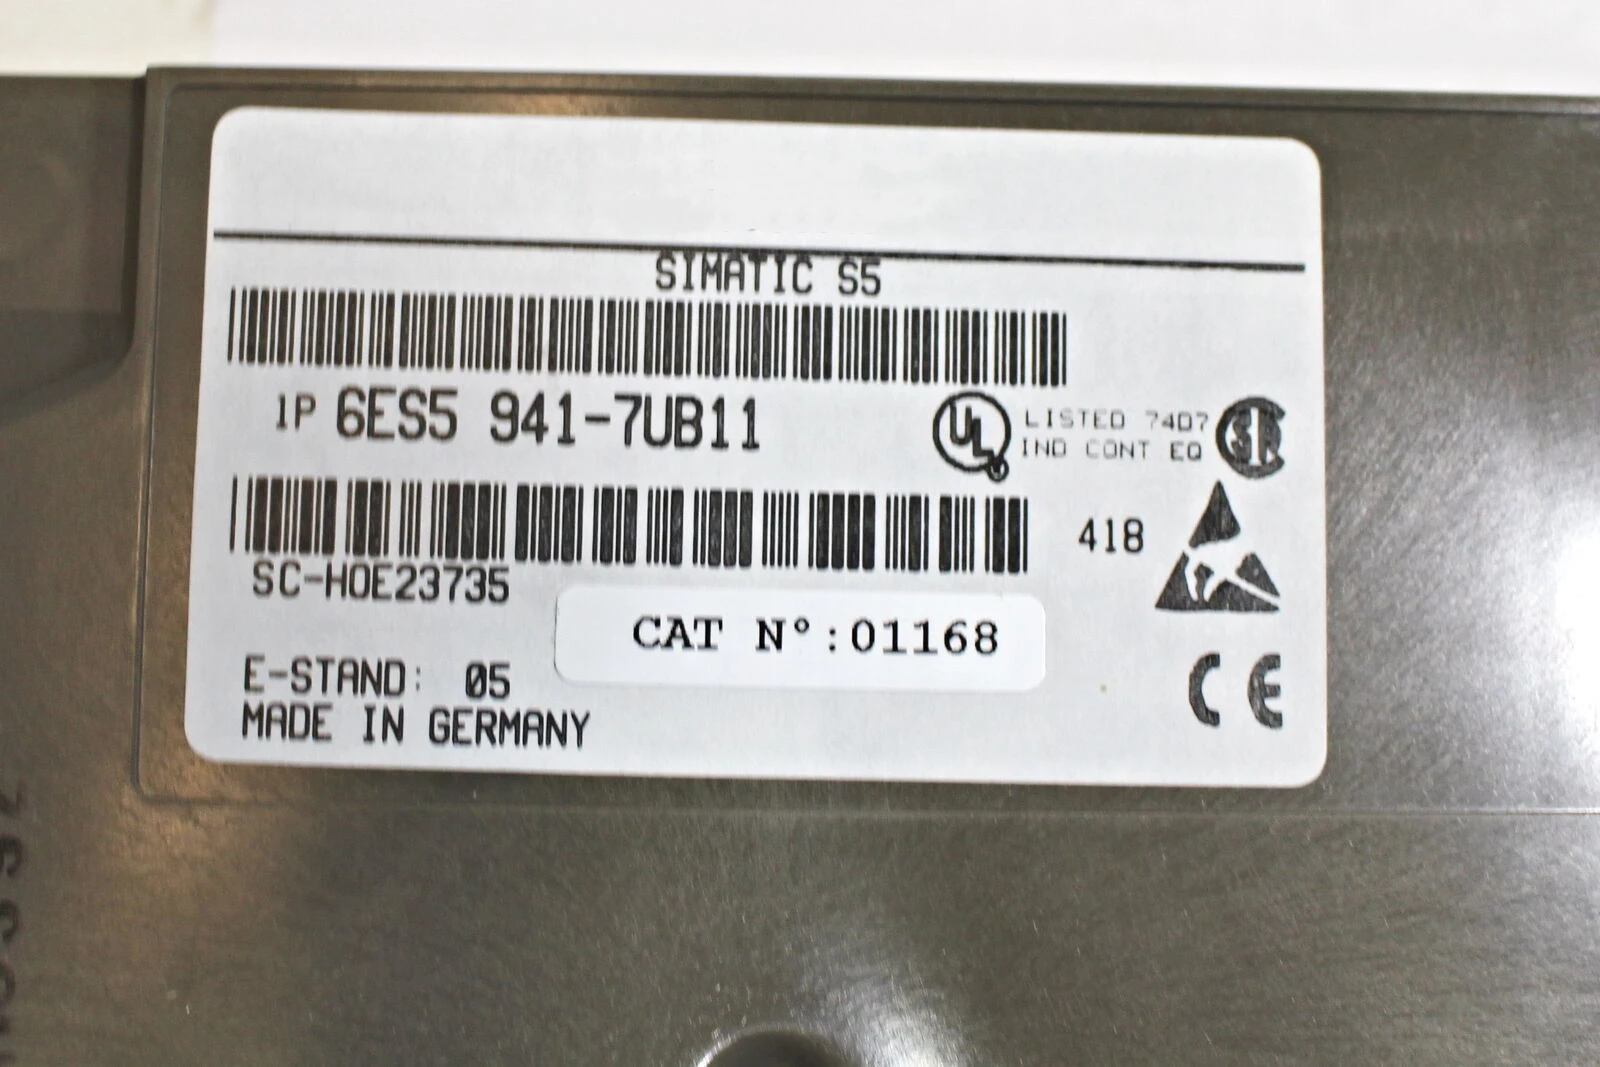 SIMATIC S5
1P 6ES5 941-7UB11
UL LISTED 74D7
IND CONT EQ
418
SC-H0E23735
CAT N°:01168
E-STAND: 05
MADE IN GERMANY
CE